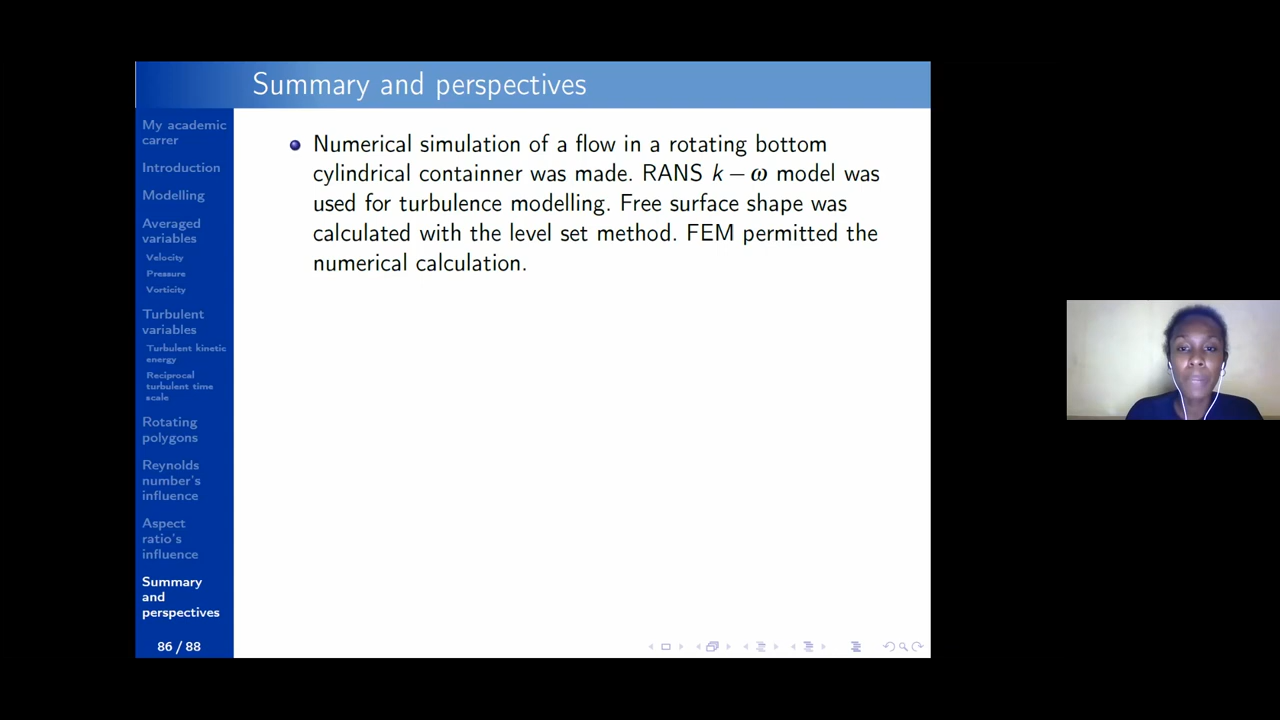 Summary and perspectives
My academic
carrer
Introduction
Modelling
Averaged
variables
Velocity
Pressure
Vorticity
Turbulent
variables
Turbulent kinetic
energy
Reciprocal
turbulent time
scale
Rotating
polygons
Reynolds
number's
influence
Aspect
ratio's
influence
Summary
and
perspectives
86 / 88
Numerical simulation of a flow in a rotating bottom
cylindrical containner was made. RANS k − ω model was
used for turbulence modelling. Free surface shape was
calculated with the level set method. FEM permitted the
numerical calculation.